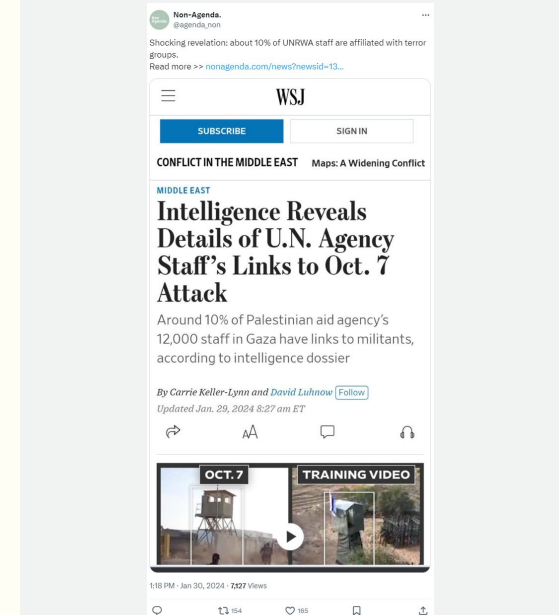 Non-Agenda.
@agenda_non
Shocking revelation: about 10% of UNRWA staff are affiliated with terror
groups.
Read more >> nonagenda.com/news?newsid=13...
WSJ
SUBSCRIBE
SIGN IN
CONFLICT IN THE MIDDLE EAST
Maps: A Widening Conflict
MIDDLE EAST
Intelligence Reveals
Details of U.N. Agency
Staff's Links to Oct. 7
Attack
Around 10% of Palestinian aid agency's
12,000 staff in Gaza have links to militants,
according to intelligence dossier
By Carrie Keller-Lynn and David Luhnow Follow
Updated Jan. 29, 2024 8:27 am ET
AA
OCT. 7
TRAINING VIDEO
1:18 PM · Jan 30, 2024 · 7,127 Views
154
185